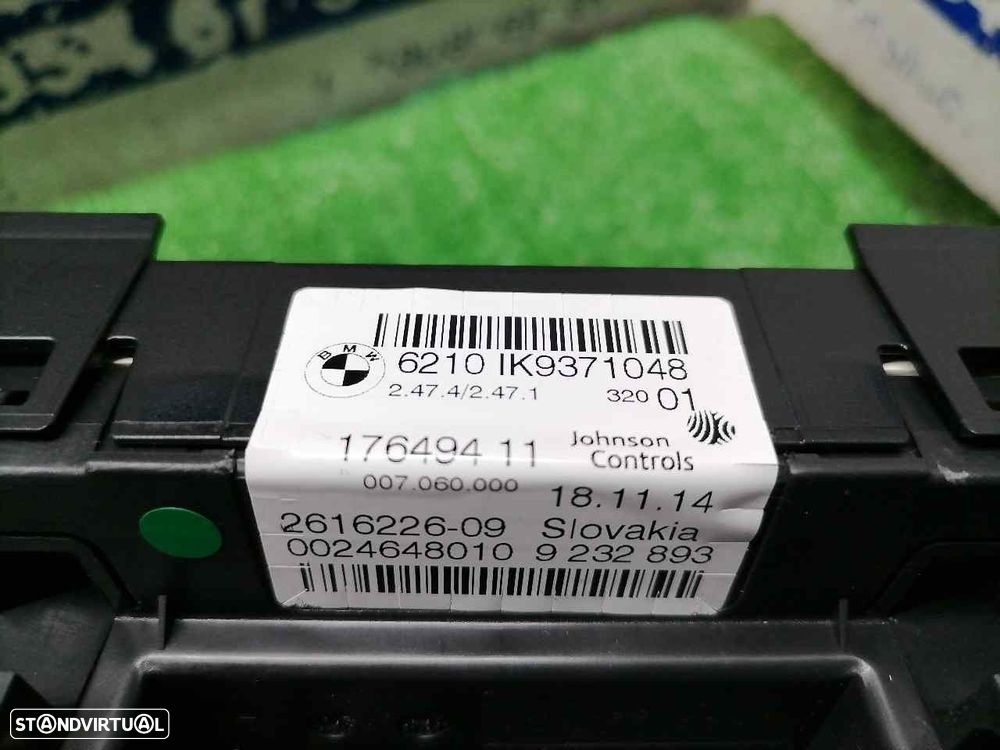 BMW
6210 IK9371048
2.47.4/2.47.1
320 01
176494 11
Johnson
Controls
007.060.000
18.11.14
2616226-09 Slovakia
0024648010 9 232 893
STANDVIRTUAL